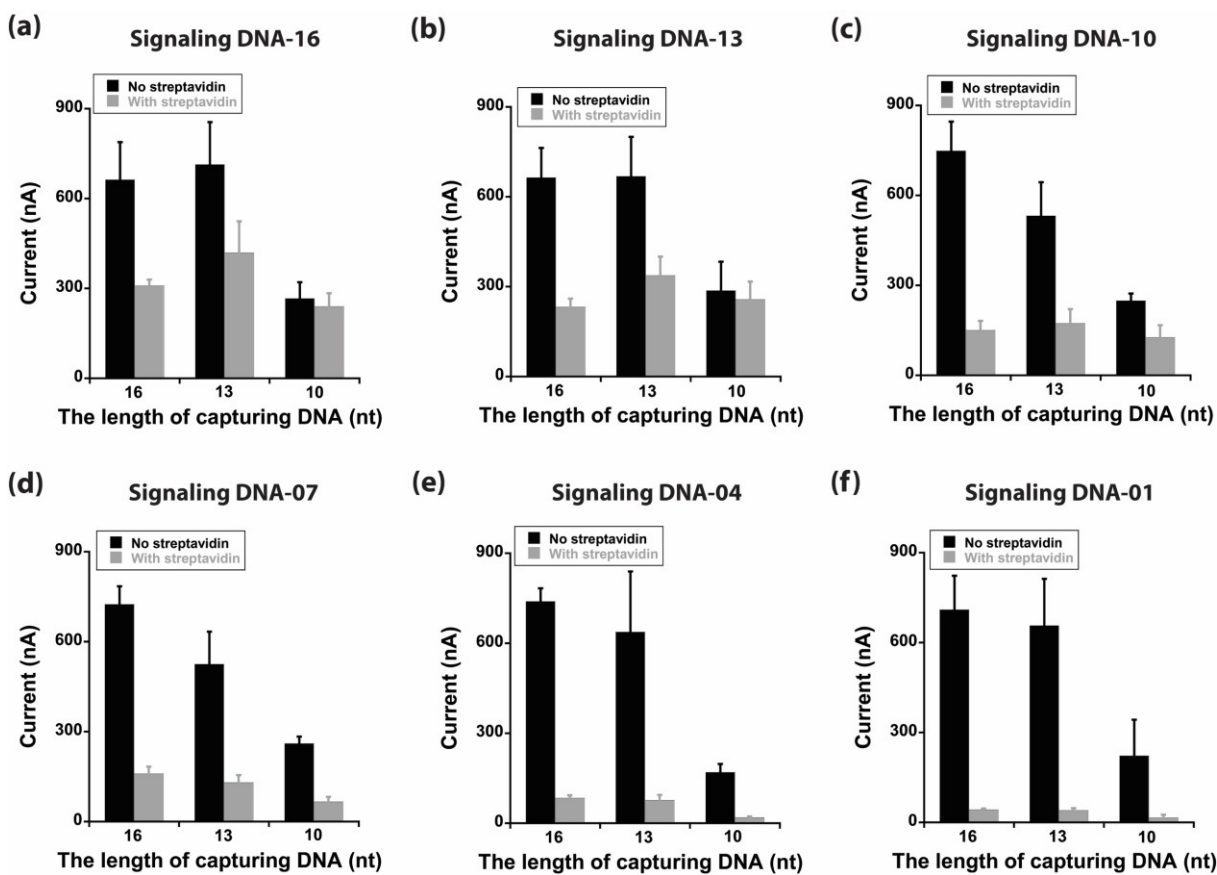 (a)
Signaling DNA-16
No streptavidin
With streptavidin
900
600
300
0
Current (nA)
16 13 10
The length of capturing DNA (nt)
(b)
Signaling DNA-13
No streptavidin
With streptavidin
900
600
300
0
Current (nA)
16 13 10
The length of capturing DNA (nt)
(c)
Signaling DNA-10
No streptavidin
With streptavidin
900
600
300
0
Current (nA)
16 13 10
The length of capturing DNA (nt)
(d)
Signaling DNA-07
No streptavidin
With streptavidin
900
600
300
0
Current (nA)
16 13 10
The length of capturing DNA (nt)
(e)
Signaling DNA-04
No streptavidin
With streptavidin
900
600
300
0
Current (nA)
16 13 10
The length of capturing DNA (nt)
(f)
Signaling DNA-01
No streptavidin
With streptavidin
900
600
300
0
Current (nA)
16 13 10
The length of capturing DNA (nt)